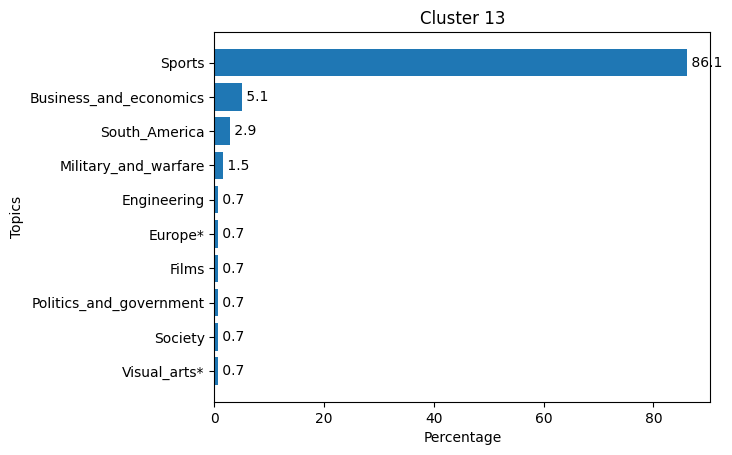 Cluster 13
Topics
Sports 86.1
Business_and_economics 5.1
South_America 2.9
Military_and_warfare 1.5
Engineering 0.7
Europe* 0.7
Films 0.7
Politics_and_government 0.7
Society 0.7
Visual_arts* 0.7
0 20 40 60 80
Percentage